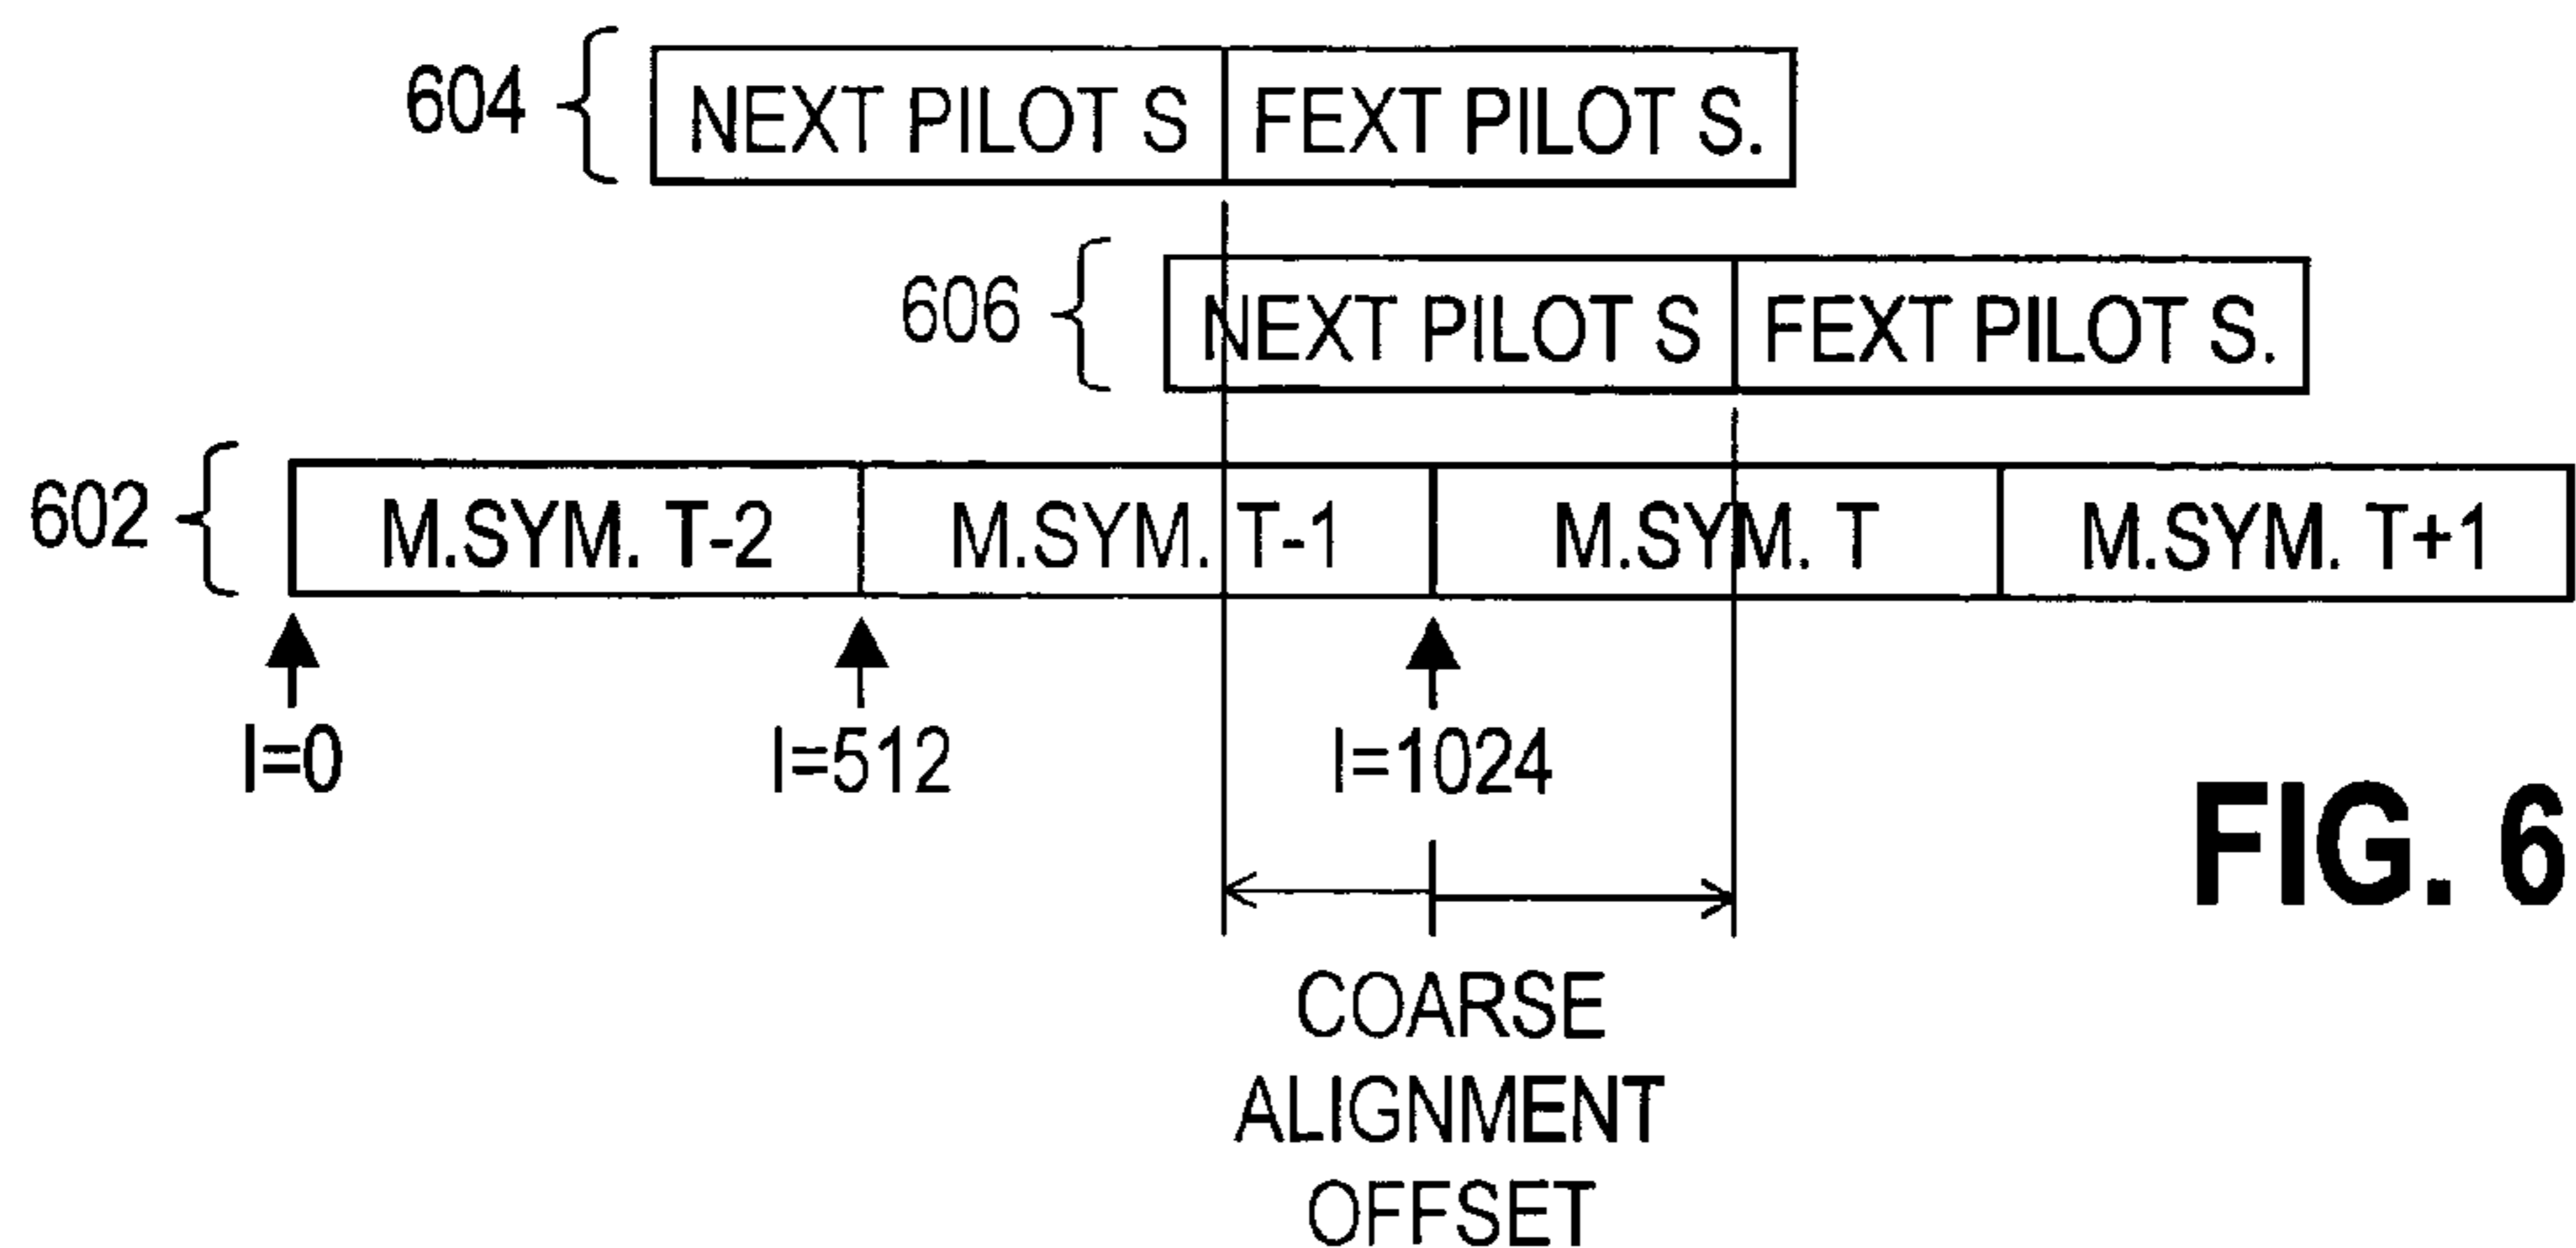 604 NEXT PILOT S FEXT PILOT S.
606 NEXT PILOT S FEXT PILOT S.
602 M.SYM. T-2 M.SYM. T-1 M.SYM. T M.SYM. T+1
I=0 I=512 I=1024
FIG. 6
COARSE
ALIGNMENT
OFFSET